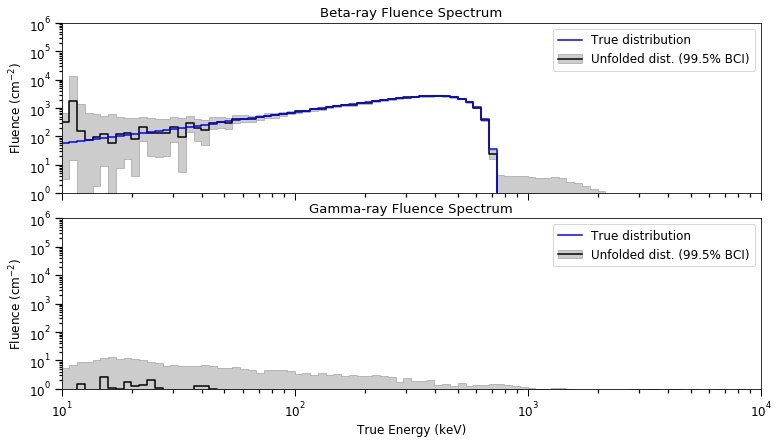 Beta-ray Fluence Spectrum
10^6
10^5
10^4
10^3
10^2
10^1
10^0
Fluence (cm^−2)
True distribution
Unfolded dist. (99.5% BCI)
Gamma-ray Fluence Spectrum
10^6
10^5
10^4
10^3
10^2
10^1
10^0
Fluence (cm^−2)
True distribution
Unfolded dist. (99.5% BCI)
10^1 10^2 10^3 10^4
True Energy (keV)